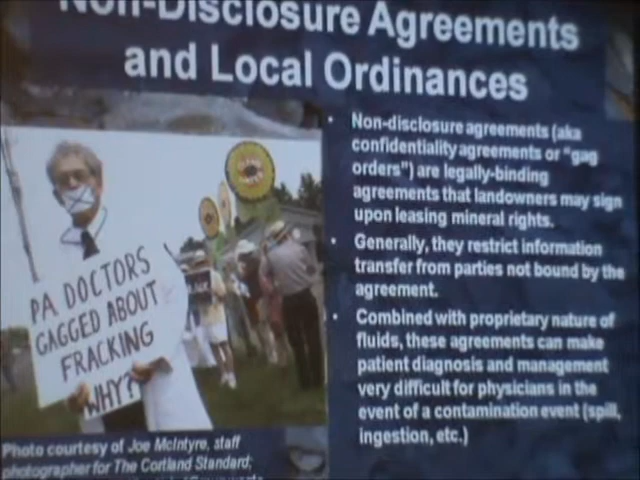 Non-Disclosure Agreements
and Local Ordinances
• Non-disclosure agreements (aka
confidentiality agreements or "gag
orders") are legally-binding
agreements that landowners may sign
upon leasing mineral rights.
• Generally, they restrict information
transfer from parties not bound by the
agreement.
• Combined with proprietary nature of
fluids, these agreements can make
patient diagnosis and management
very difficult for physicians in the
event of a contamination event (spill,
ingestion, etc.)
PA DOCTORS
GAGGED ABOUT
FRACKING
WHY?
Photo courtesy of Joe McIntyre, staff
photographer for The Cortland Standard;